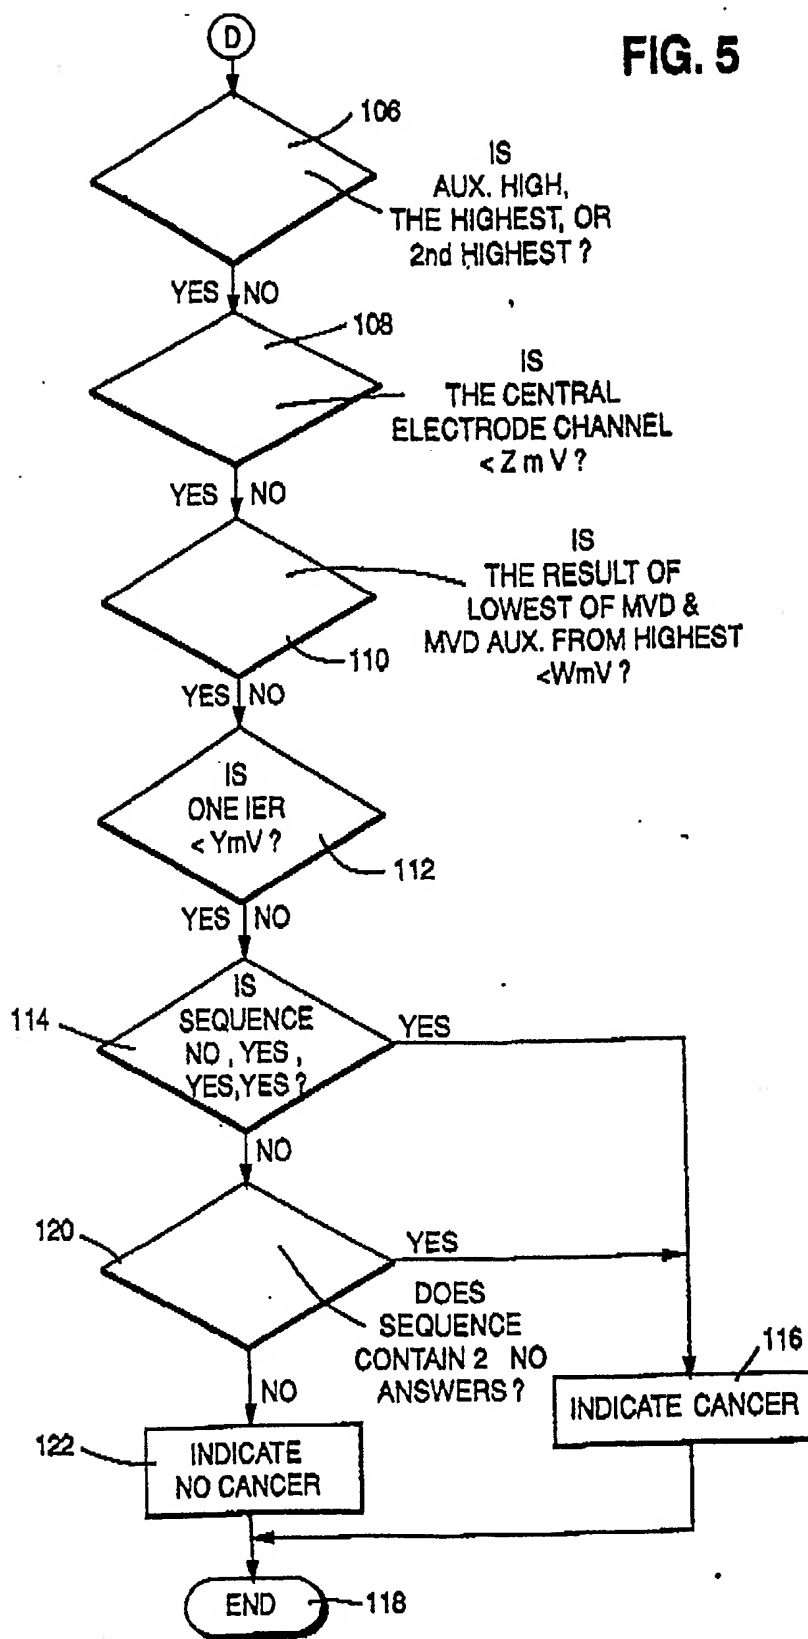 D
FIG. 5
106
IS
AUX. HIGH,
THE HIGHEST, OR
2nd HIGHEST ?
YES NO
108
IS
THE CENTRAL
ELECTRODE CHANNEL
< Z m V ?
YES NO
IS
THE RESULT OF
LOWEST OF MVD &
MVD AUX. FROM HIGHEST
<WmV ?
110
YES NO
IS
ONE IER
< YmV ?
112
YES NO
114
IS
SEQUENCE
NO , YES ,
YES, YES ?
YES
NO
120
YES
DOES
SEQUENCE
CONTAIN 2 NO
ANSWERS ?
NO
116
INDICATE CANCER
122
INDICATE
NO CANCER
END
118